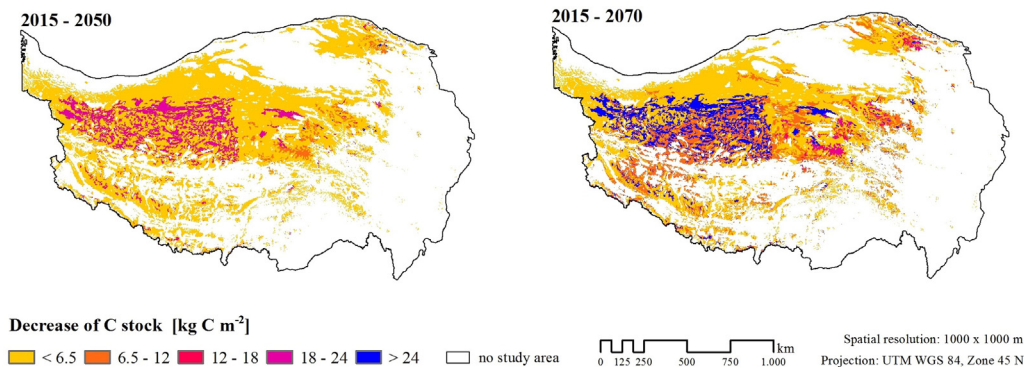 2015 - 2050
2015 - 2070
Decrease of C stock [kg C m⁻²]
< 6.5
6.5 - 12
12 - 18
18 - 24
> 24
no study area
km
0 125 250 500 750 1.000
Spatial resolution: 1000 x 1000 m
Projection: UTM WGS 84, Zone 45 N